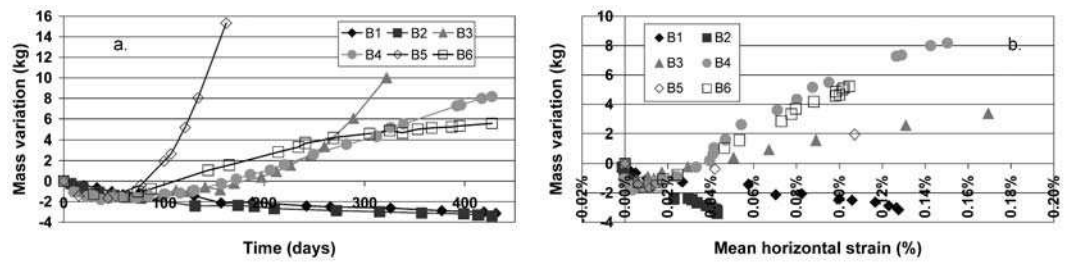 16
14
12
10
8
6
4
2
0
-2
-4
Mass variation (kg)
a.
B1 B2 B3
B4 B5 B6
0 100 200 300 400
Time (days)
10
8
6
4
2
0
-2
-4
Mass variation (kg)
b.
B1 B2
B3 B4
B5 B6
0.00% 0.02% 0.04% 0.06% 0.08% 0.10% 0.12% 0.14% 0.16% 0.18% 0.20%
Mean horizontal strain (%)